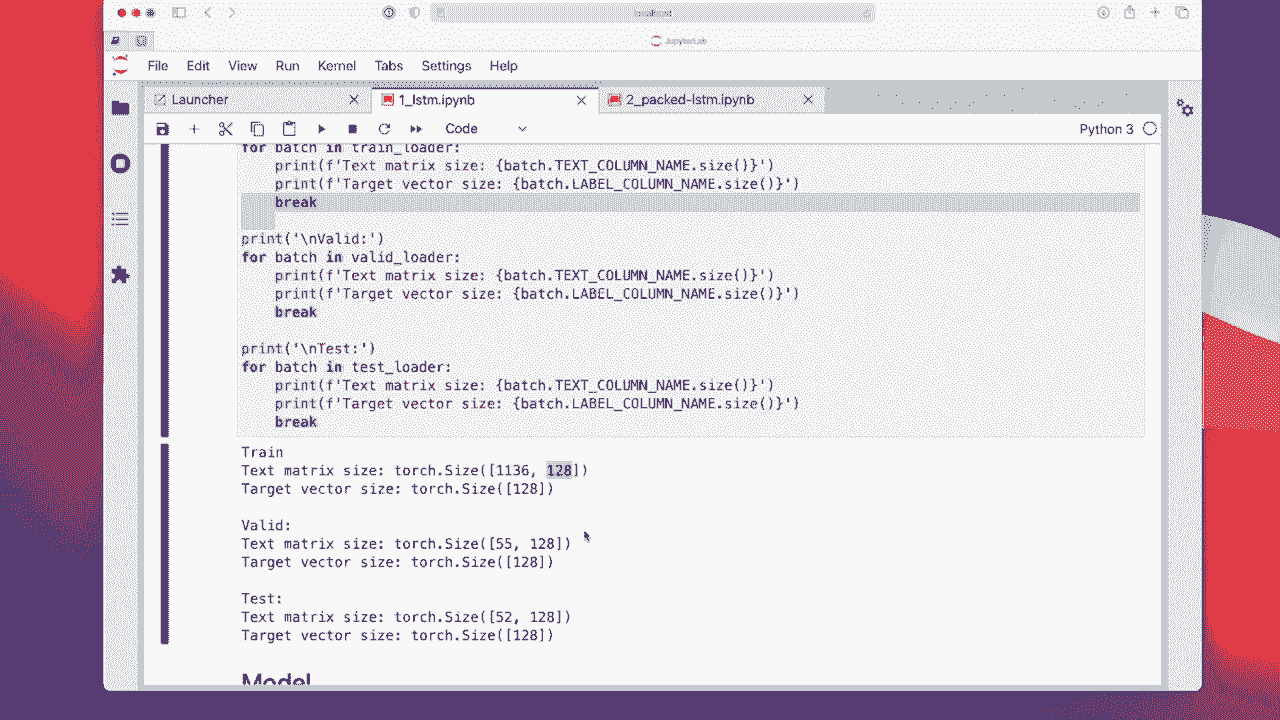 localhost
JupyterLab
File Edit View Run Kernel Tabs Settings Help
Launcher 1_lstm.ipynb 2_packed-lstm.ipynb
Code Python 3
for batch in train_loader:
print(f'Text matrix size: {batch.TEXT_COLUMN_NAME.size()}')
print(f'Target vector size: {batch.LABEL_COLUMN_NAME.size()}')
break
print('\nValid:')
for batch in valid_loader:
print(f'Text matrix size: {batch.TEXT_COLUMN_NAME.size()}')
print(f'Target vector size: {batch.LABEL_COLUMN_NAME.size()}')
break
print('\nTest:')
for batch in test_loader:
print(f'Text matrix size: {batch.TEXT_COLUMN_NAME.size()}')
print(f'Target vector size: {batch.LABEL_COLUMN_NAME.size()}')
break
Train
Text matrix size: torch.Size([1136, 128])
Target vector size: torch.Size([128])
Valid:
Text matrix size: torch.Size([55, 128])
Target vector size: torch.Size([128])
Test:
Text matrix size: torch.Size([52, 128])
Target vector size: torch.Size([128])
Model